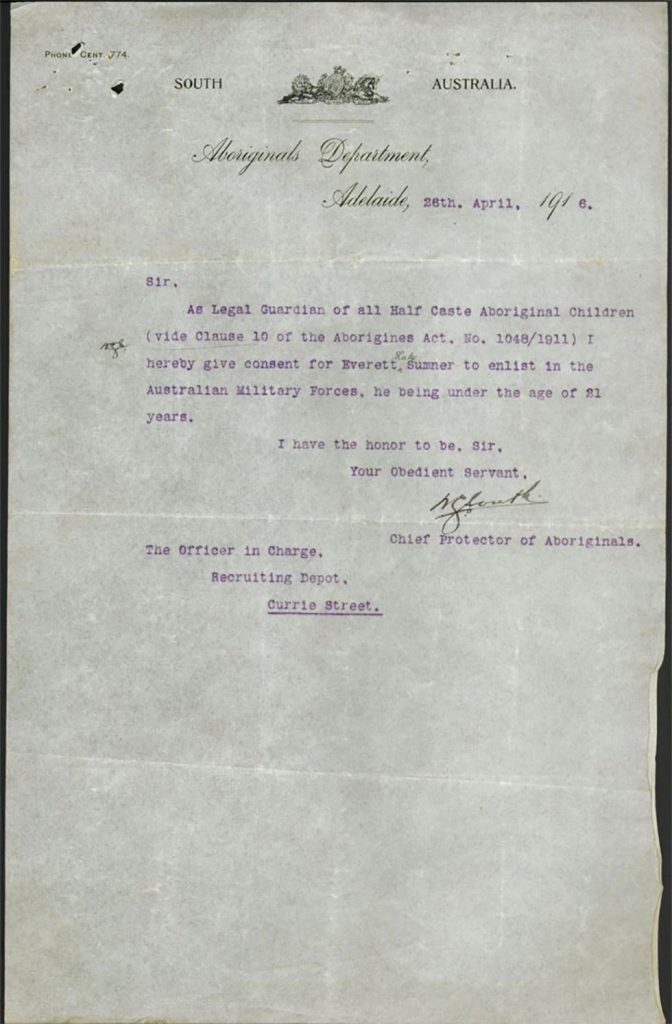 PHONE CENT. 774.
SOUTH AUSTRALIA.
Aboriginals Department,
Adelaide, 26th. April, 1916.
Sir,
As Legal Guardian of all Half Caste Aboriginal Children
(vide Clause 10 of the Aborigines Act, No. 1048/1911) I
hereby give consent for Everett Sumner to enlist in the
Australian Military Forces, he being under the age of 21
years.
I have the honor to be, Sir,
Your Obedient Servant,
Chief Protector of Aboriginals.
The Officer in Charge,
Recruiting Depot,
Currie Street.